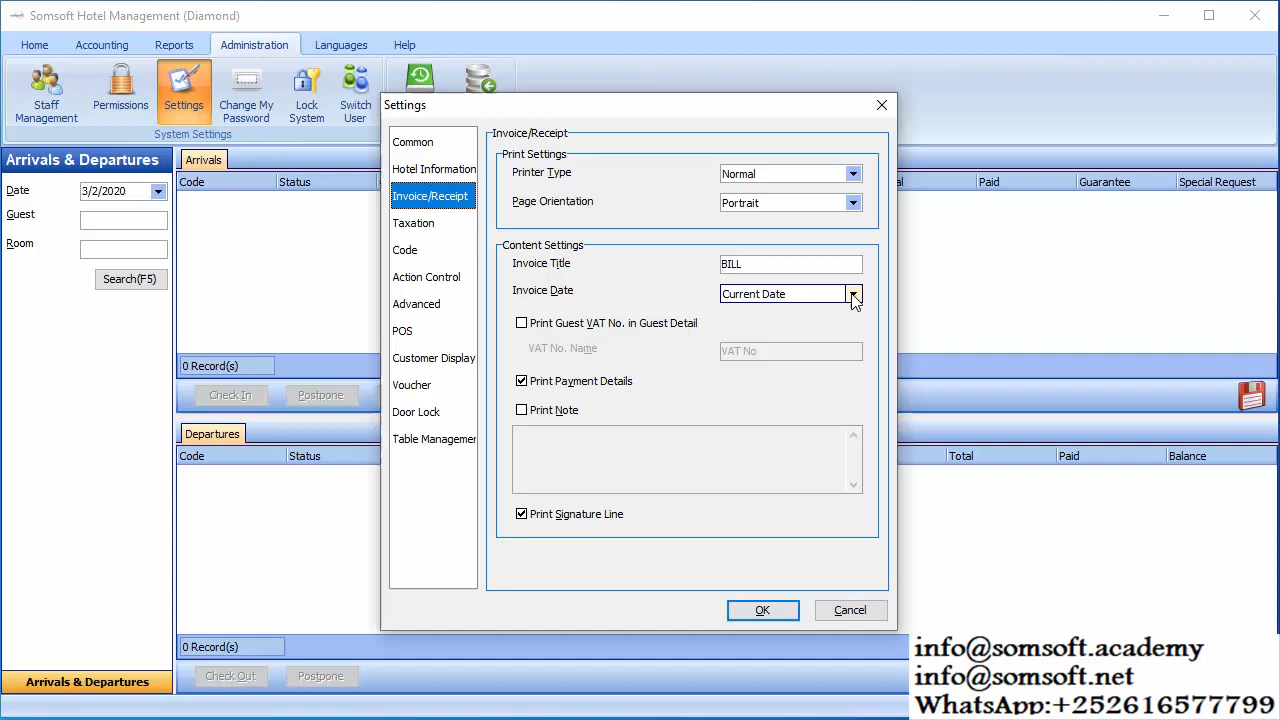 Somsoft Hotel Management (Diamond)
Home Accounting Reports Administration Languages Help
Staff Management
Permissions
Settings
Change My Password
Lock System
Switch User
System Settings
Arrivals & Departures
Date 3/2/2020
Guest
Room
Search(F5)
Arrivals & Departures
Arrivals
Code Status Paid Guarantee Special Request
0 Record(s)
Check In Postpone
Departures
Code Status Total Paid Balance
0 Record(s)
Check Out Postpone
Settings
Common
Hotel Information
Invoice/Receipt
Taxation
Code
Action Control
Advanced
POS
Customer Display
Voucher
Door Lock
Table Managemen
Invoice/Receipt
Print Settings
Printer Type Normal
Page Orientation Portrait
Content Settings
Invoice Title BILL
Invoice Date Current Date
Print Guest VAT No. in Guest Detail
VAT No. Name VAT No
Print Payment Details
Print Note
Print Signature Line
OK Cancel
info@somsoft.academy
info@somsoft.net
WhatsApp:+252616577799